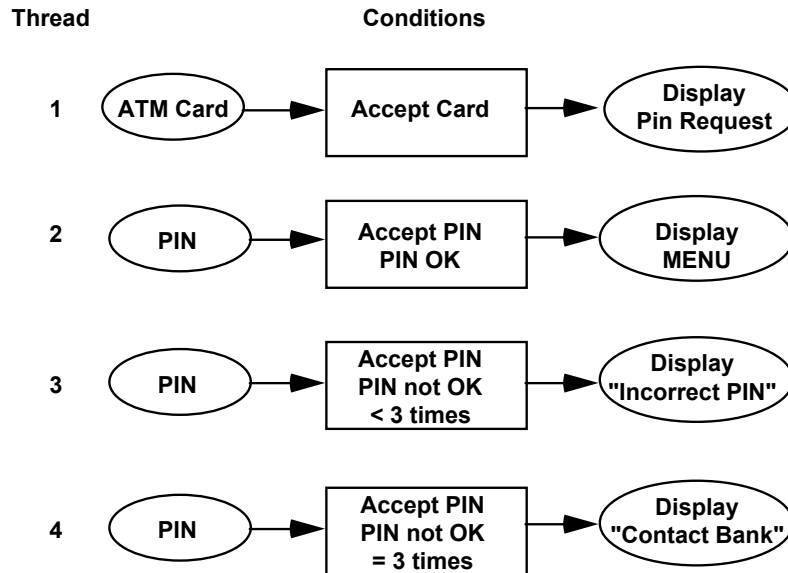 Thread Conditions
1 ATM Card Accept Card Display
Pin Request
2 PIN Accept PIN
PIN OK Display
MENU
3 PIN Accept PIN
PIN not OK
< 3 times Display
"Incorrect PIN"
4 PIN Accept PIN
PIN not OK
= 3 times Display
"Contact Bank"